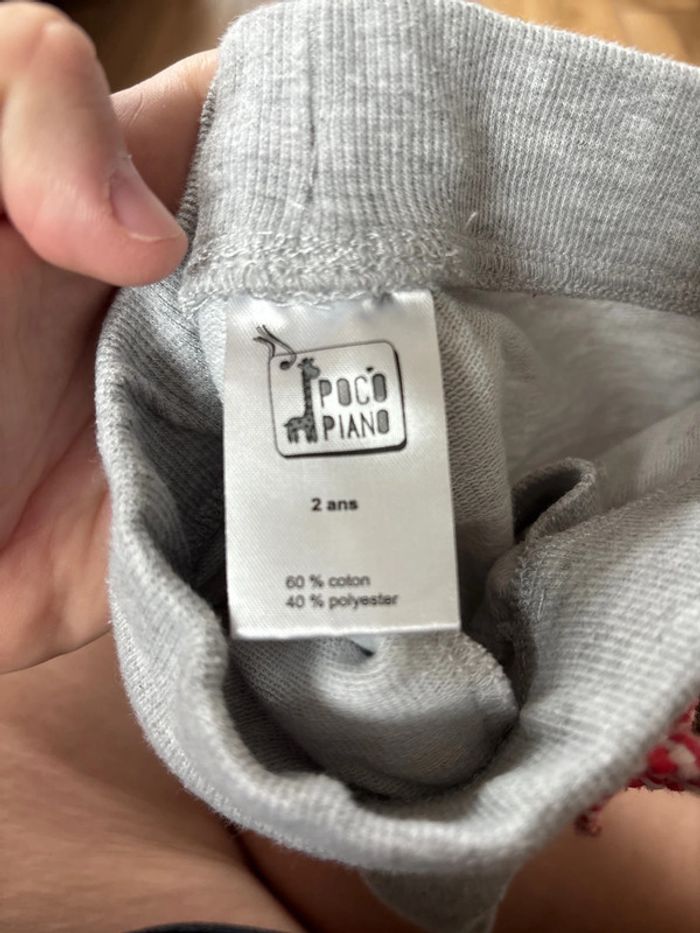 POCO
PIANO
2 ans
60 % coton
40 % polyester